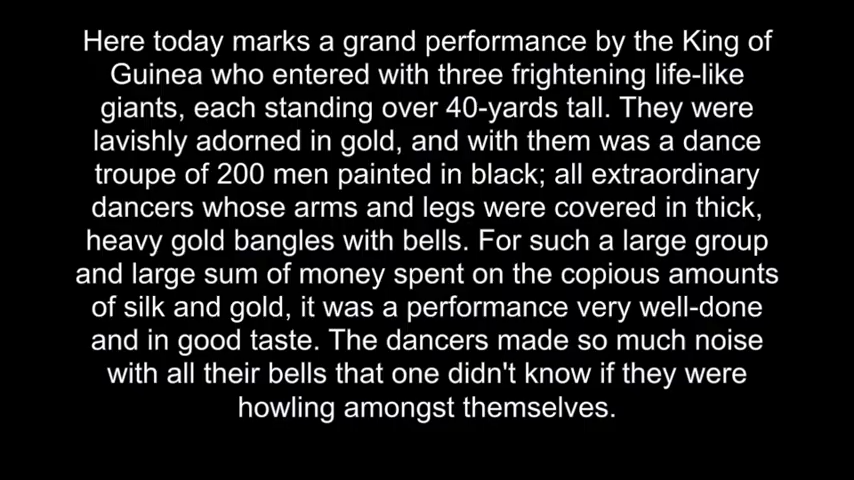 Here today marks a grand performance by the King of
Guinea who entered with three frightening life-like
giants, each standing over 40-yards tall. They were
lavishly adorned in gold, and with them was a dance
troupe of 200 men painted in black; all extraordinary
dancers whose arms and legs were covered in thick,
heavy gold bangles with bells. For such a large group
and large sum of money spent on the copious amounts
of silk and gold, it was a performance very well-done
and in good taste. The dancers made so much noise
with all their bells that one didn't know if they were
howling amongst themselves.